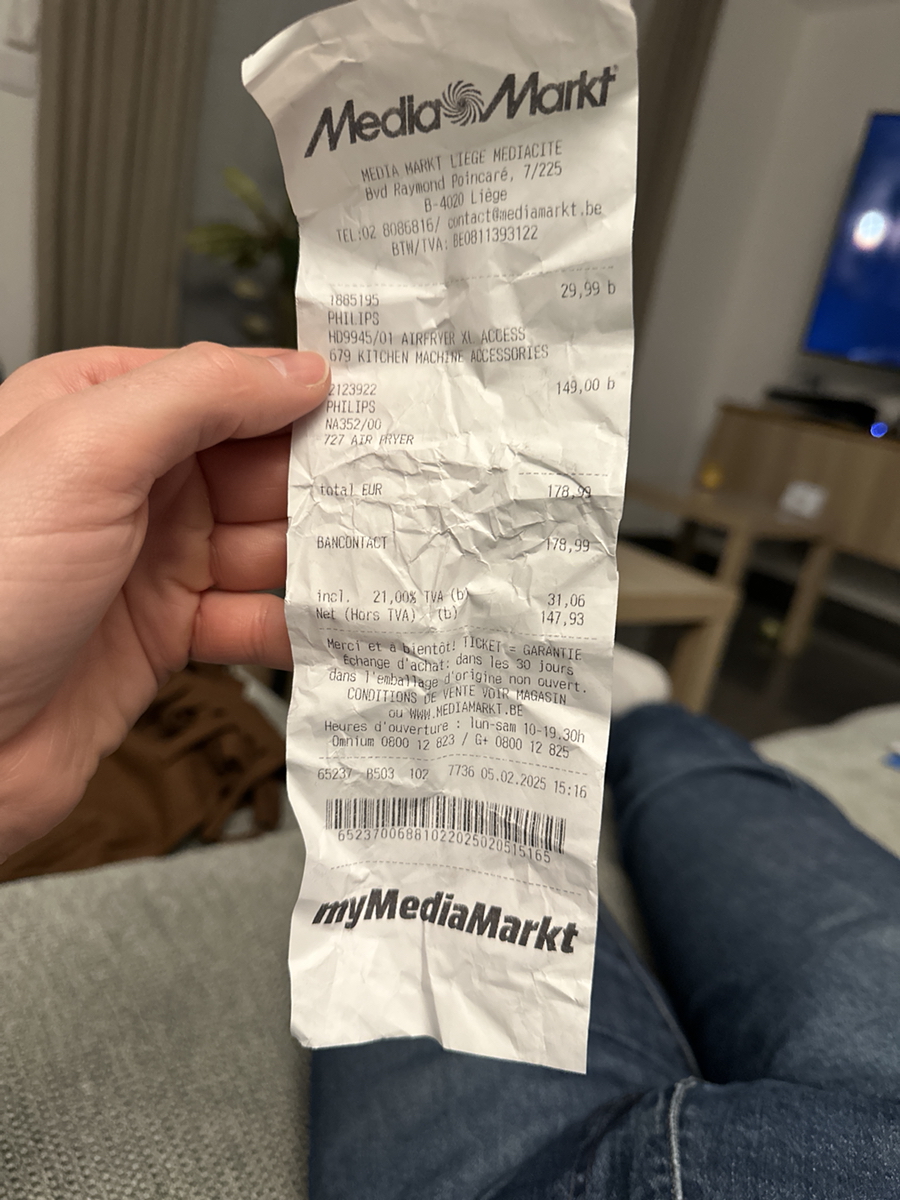 MediaMarkt
MEDIA MARKT LIEGE MEDIACITE
Bvd Raymond Poincaré, 7/225
B-4020 Liège
TEL:02 8086816/ contact@mediamarkt.be
BTW/TVA: BE0811393122
1885195 29,99 b
PHILIPS
HD9945/01 AIRFRYER XL ACCESS
679 KITCHEN MACHINE ACCESSORIES
2123922 149,00 b
PHILIPS
NA352/00
727 AIR FRYER
total EUR 178,99
BANCONTACT 178,99
incl. 21,00% TVA (b) 31,06
Net (Hors TVA) (b) 147,93
Merci et à bientôt! TICKET = GARANTIE
Échange d'achat: dans les 30 jours
dans l'emballage d'origine non ouvert.
CONDITIONS DE VENTE VOIR MAGASIN
ou WWW.MEDIAMARKT.BE
Heures d'ouverture : lun-sam 10-19.30h
Omnium 0800 12 823 / G+ 0800 12 825
65237 B503 102 7736 05.02.2025 15:16
6523700688102202502051516​5
myMediaMarkt